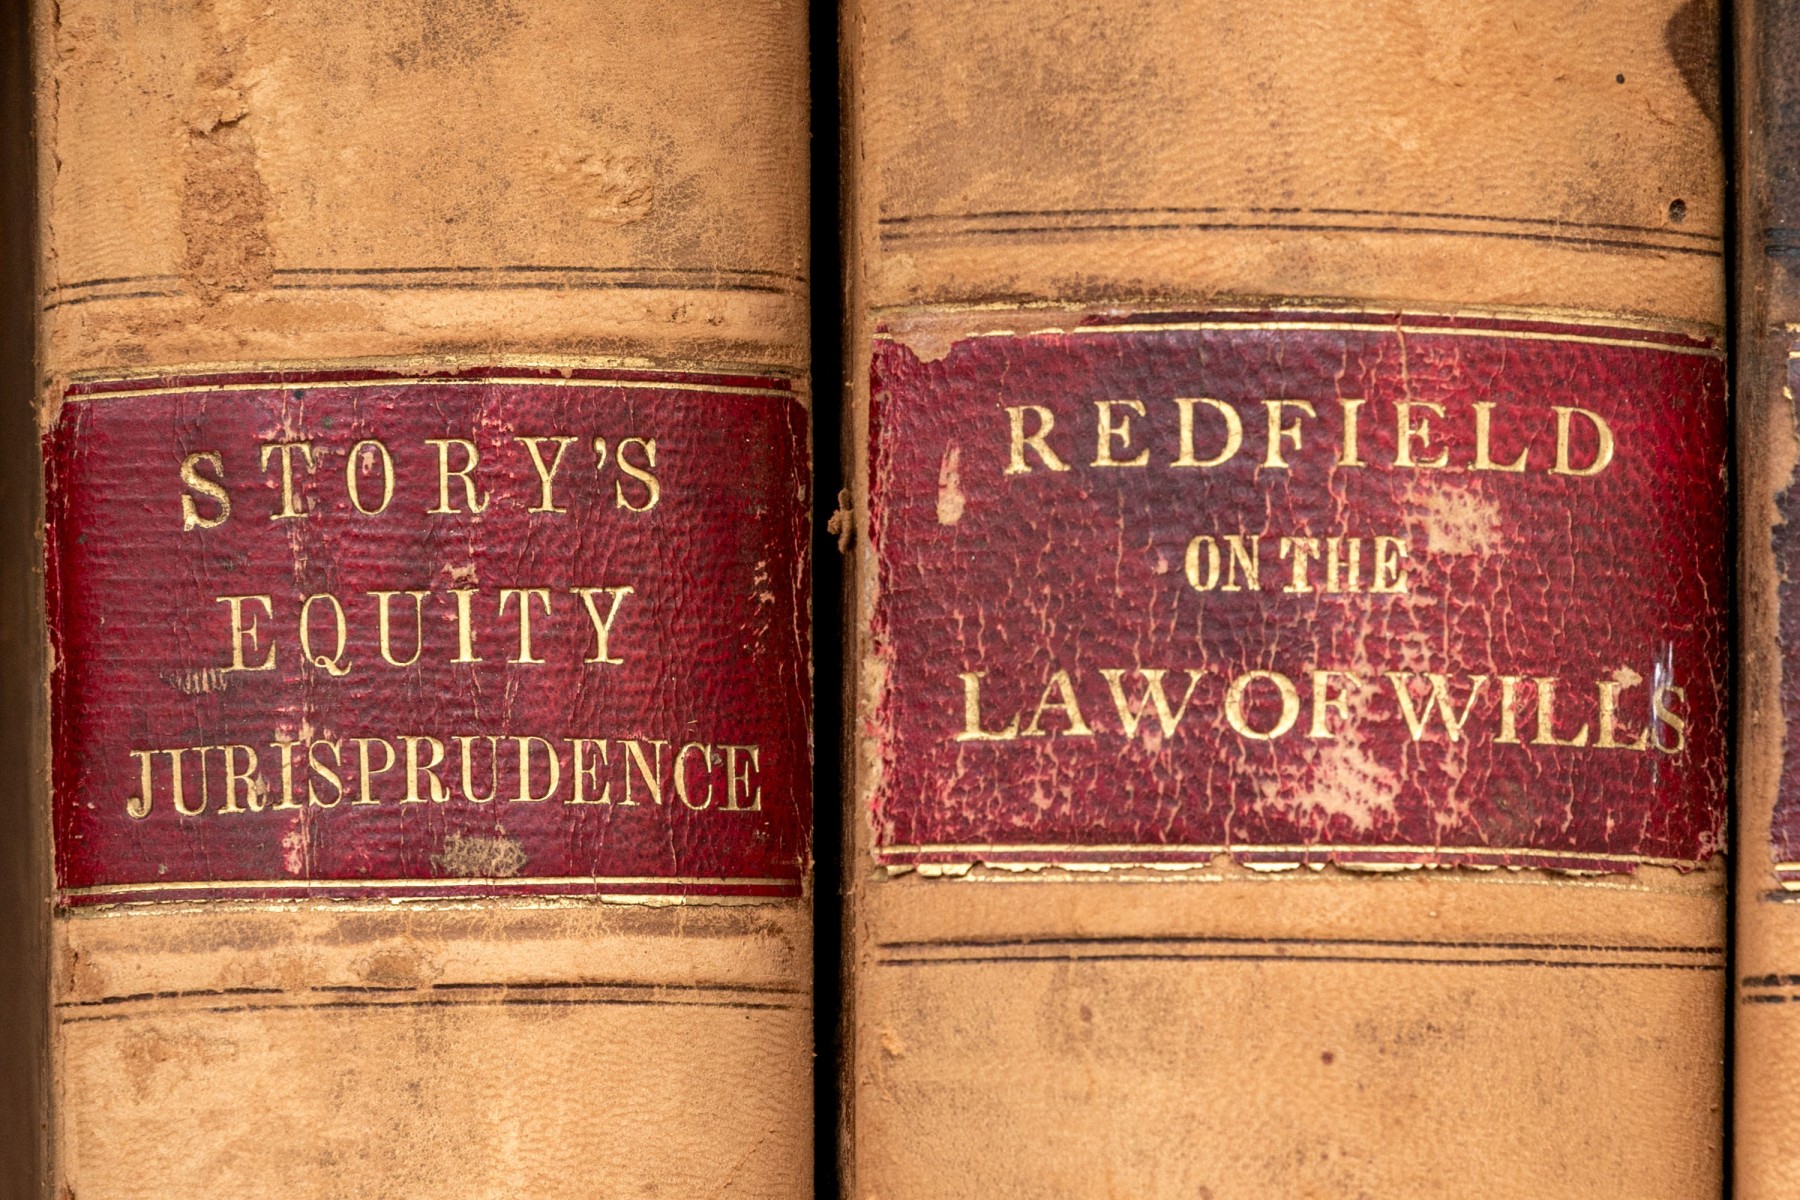 STORY'S
EQUITY
JURISPRUDENCE
REDFIELD
ON THE
LAW OF WILLS